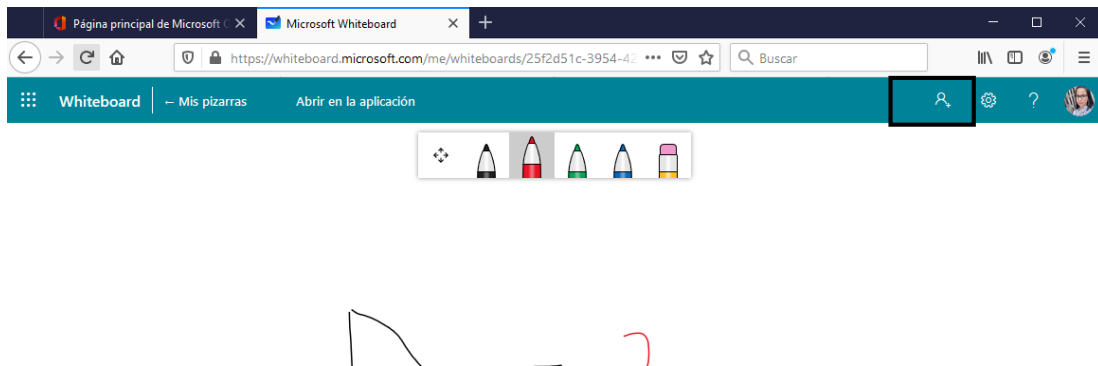 Página principal de Microsoft O
Microsoft Whiteboard
https://whiteboard.microsoft.com/me/whiteboards/25f2d51c-3954-42
Buscar
Whiteboard
← Mis pizarras
Abrir en la aplicación